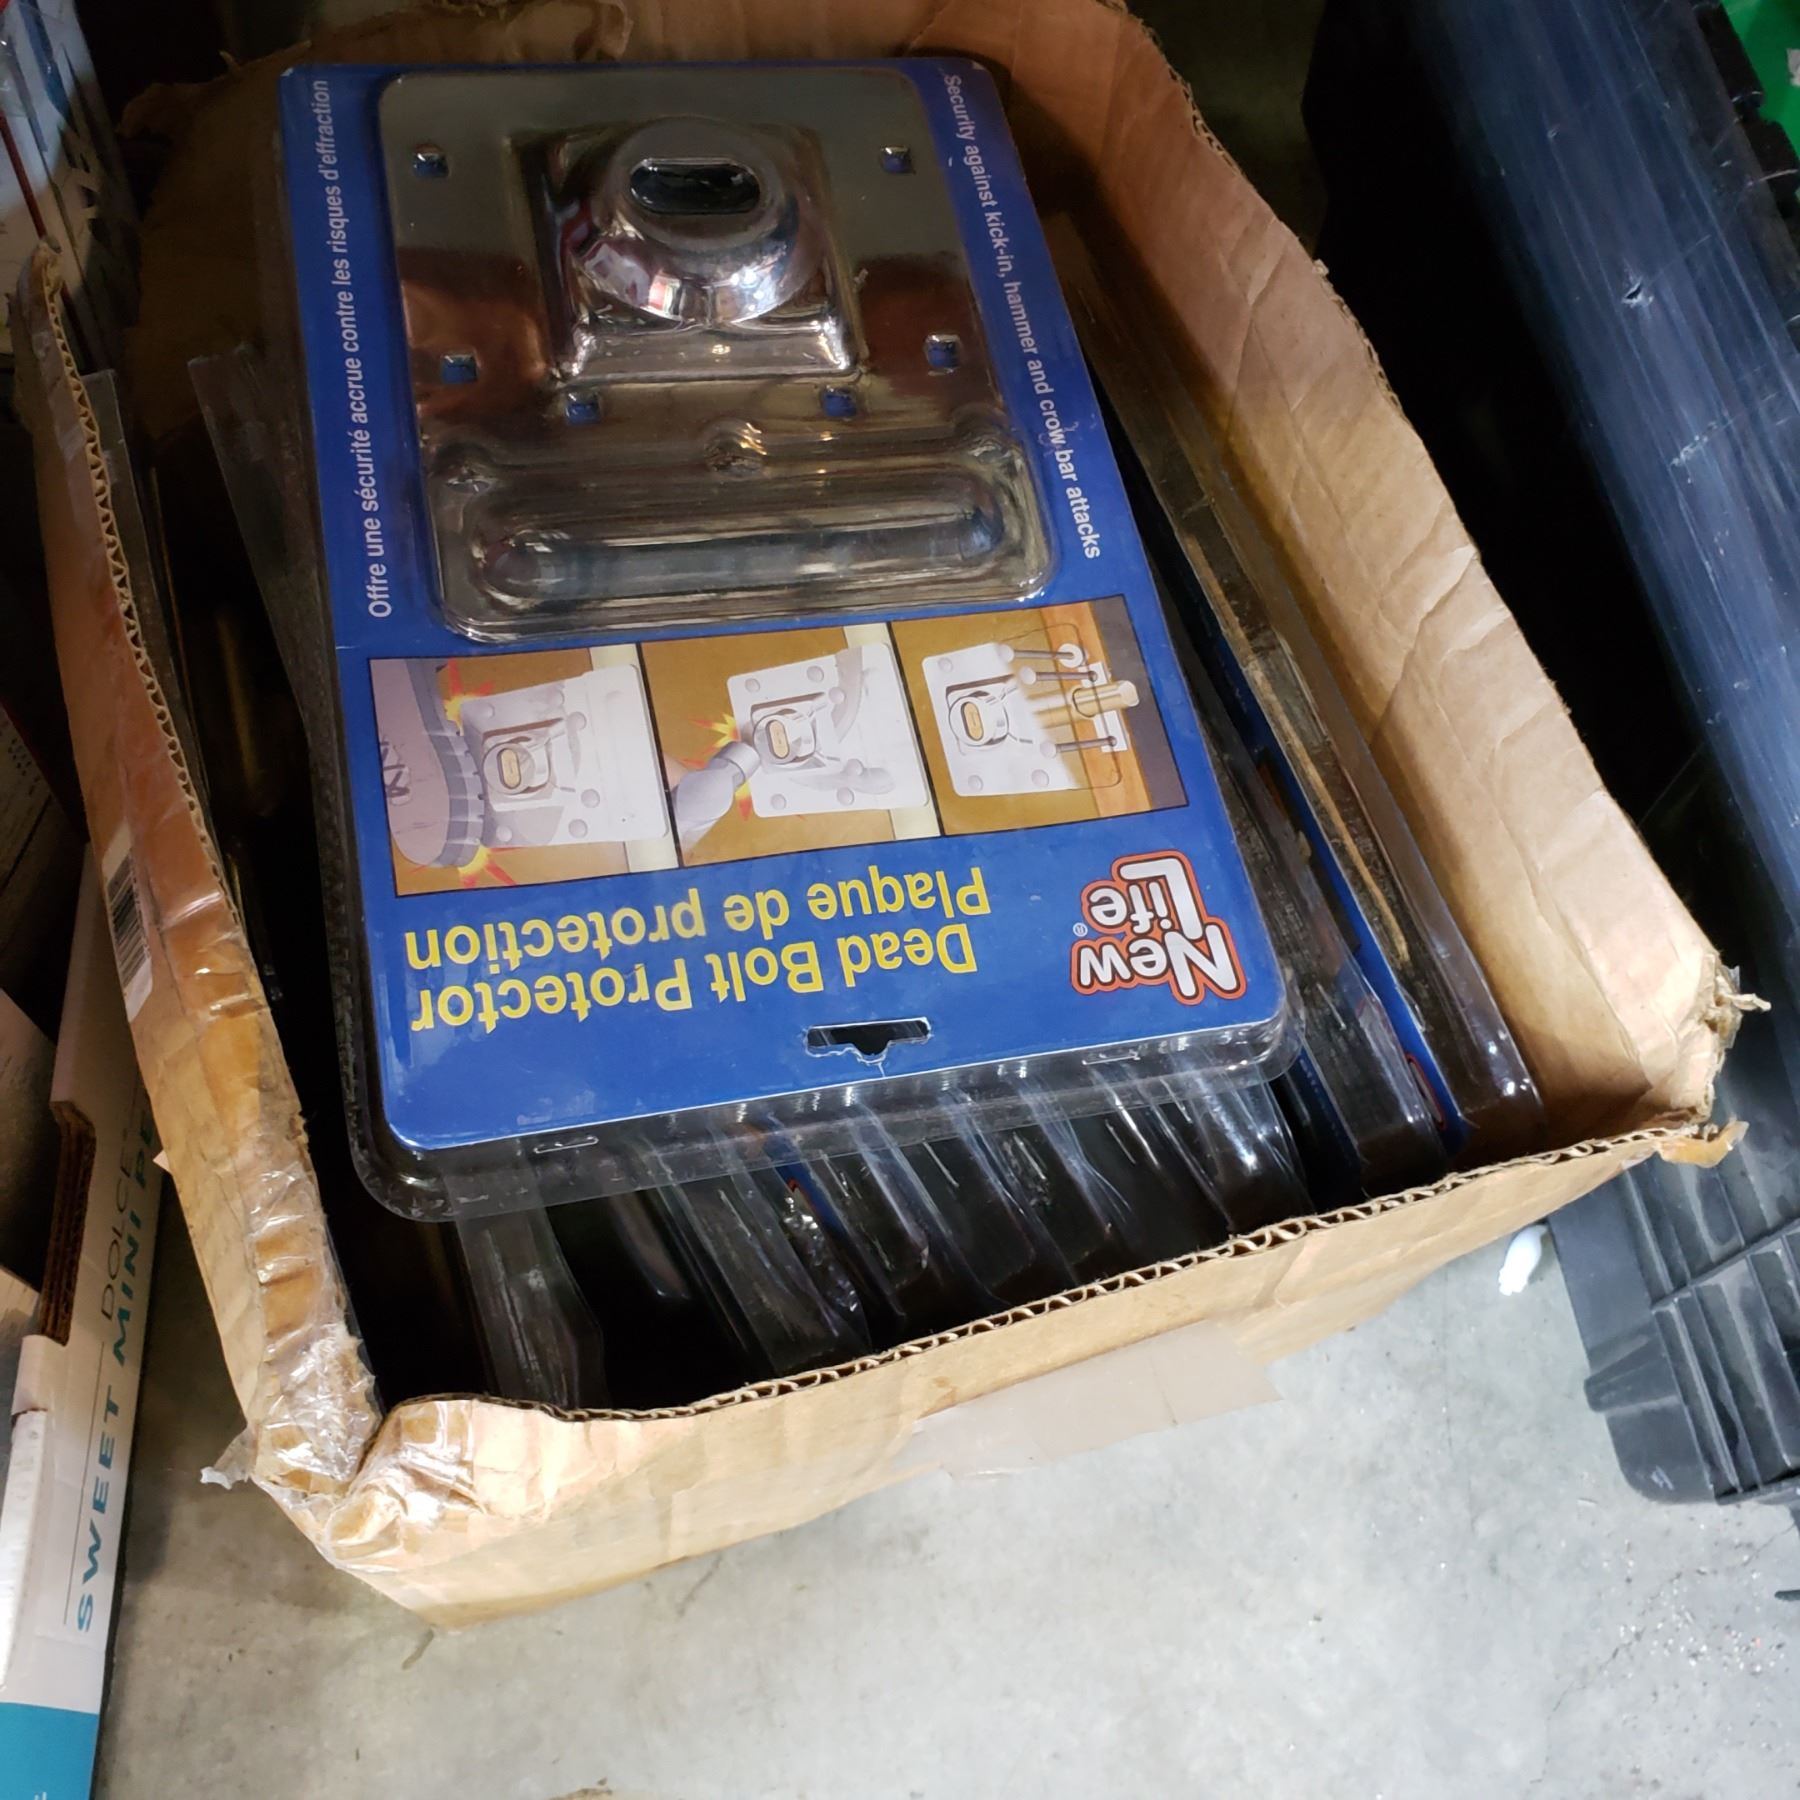 New
Life®
Dead Bolt Protector
Plaque de protection
Security against kick-in, hammer and crow bar attacks
Offre une sécurité accrue contre les risques d'effraction
DOLCE
SWEET MINI PE